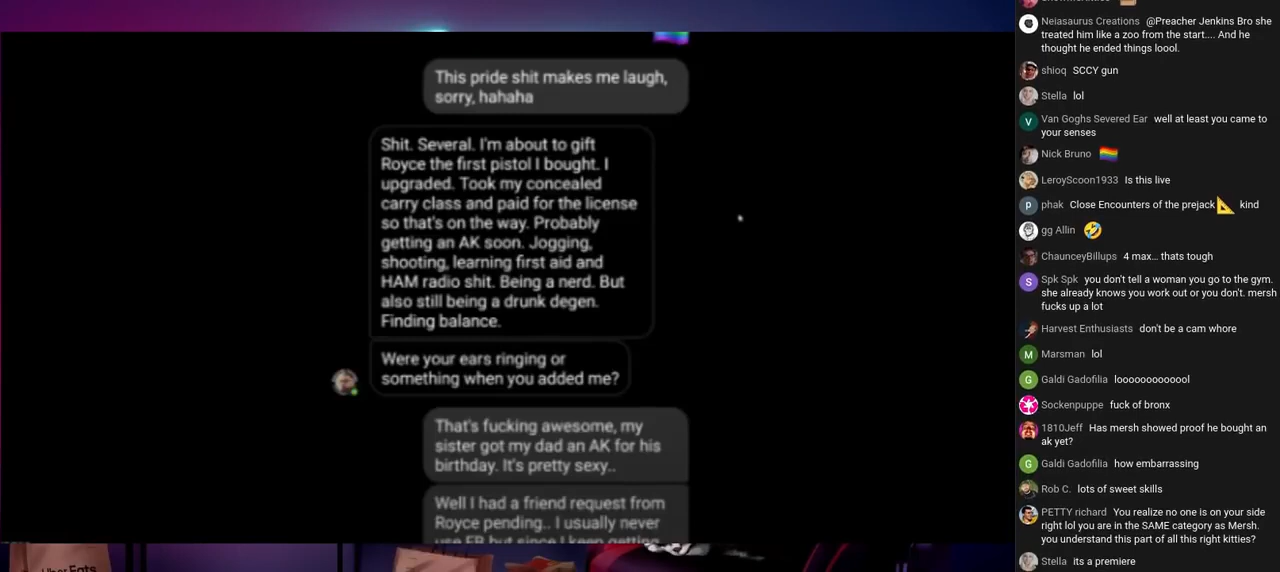 This pride shit makes me laugh,
sorry, hahaha
Shit. Several. I'm about to gift
Royce the first pistol I bought. I
upgraded. Took my concealed
carry class and paid for the license
so that's on the way. Probably
getting an AK soon. Jogging,
shooting, learning first aid and
HAM radio shit. Being a nerd. But
also still being a drunk degen.
Finding balance.
Were your ears ringing or
something when you added me?
That's fucking awesome, my
sister got my dad an AK for his
birthday. It's pretty sexy..
Well I had a friend request from
Royce pending.. I usually never
use FB but since I keep getting
Uber Eats
Neiasaurus Creations @Preacher Jenkins Bro she
treated him like a zoo from the start.... And he
thought he ended things loool.
shioq SCCY gun
Stella lol
Van Goghs Severed Ear well at least you came to
your senses
Nick Bruno 🏳️‍🌈
LeroyScoon1933 Is this live
phak Close Encounters of the prejack 📐 kind
gg Allin 🤣
ChaunceyBillups 4 max… thats tough
Spk Spk you don't tell a woman you go to the gym.
she already knows you work out or you don't. mersh
fucks up a lot
Harvest Enthusiasts don't be a cam whore
Marsman lol
Galdi Gadofilia looooooooooool
Sockenpuppe fuck of bronx
1810Jeff Has mersh showed proof he bought an
ak yet?
Galdi Gadofilia how embarrassing
Rob C. lots of sweet skills
PETTY richard You realize no one is on your side
right lol you are in the SAME category as Mersh.
you understand this part of all this right kitties?
Stella its a premiere